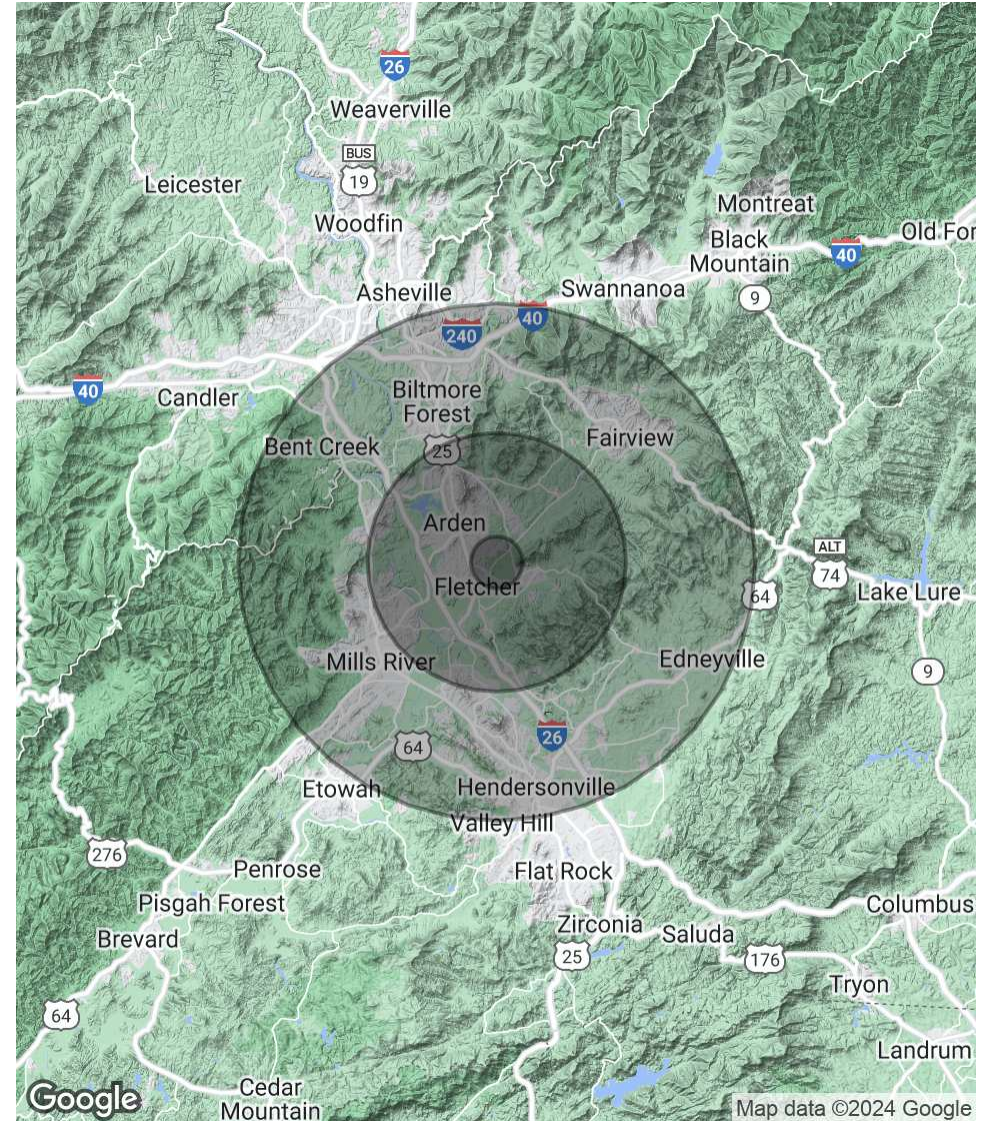 26
Weaverville
BUS
19
Leicester
Montreat
Woodfin
Old For
Black
Mountain
40
Swannanoa
Asheville
9
40
240
40
Candler
Biltmore
Forest
Fairview
Bent Creek
25
Arden
ALT
74
Fletcher
64
Lake Lure
Mills River
Edneyville
9
26
64
Etowah
Hendersonville
Valley Hill
276
Penrose
Flat Rock
Pisgah Forest
Columbus
Brevard
Zirconia
Saluda
25
176
Tryon
64
Landrum
Cedar
Mountain
Google
Map data ©2024 Google